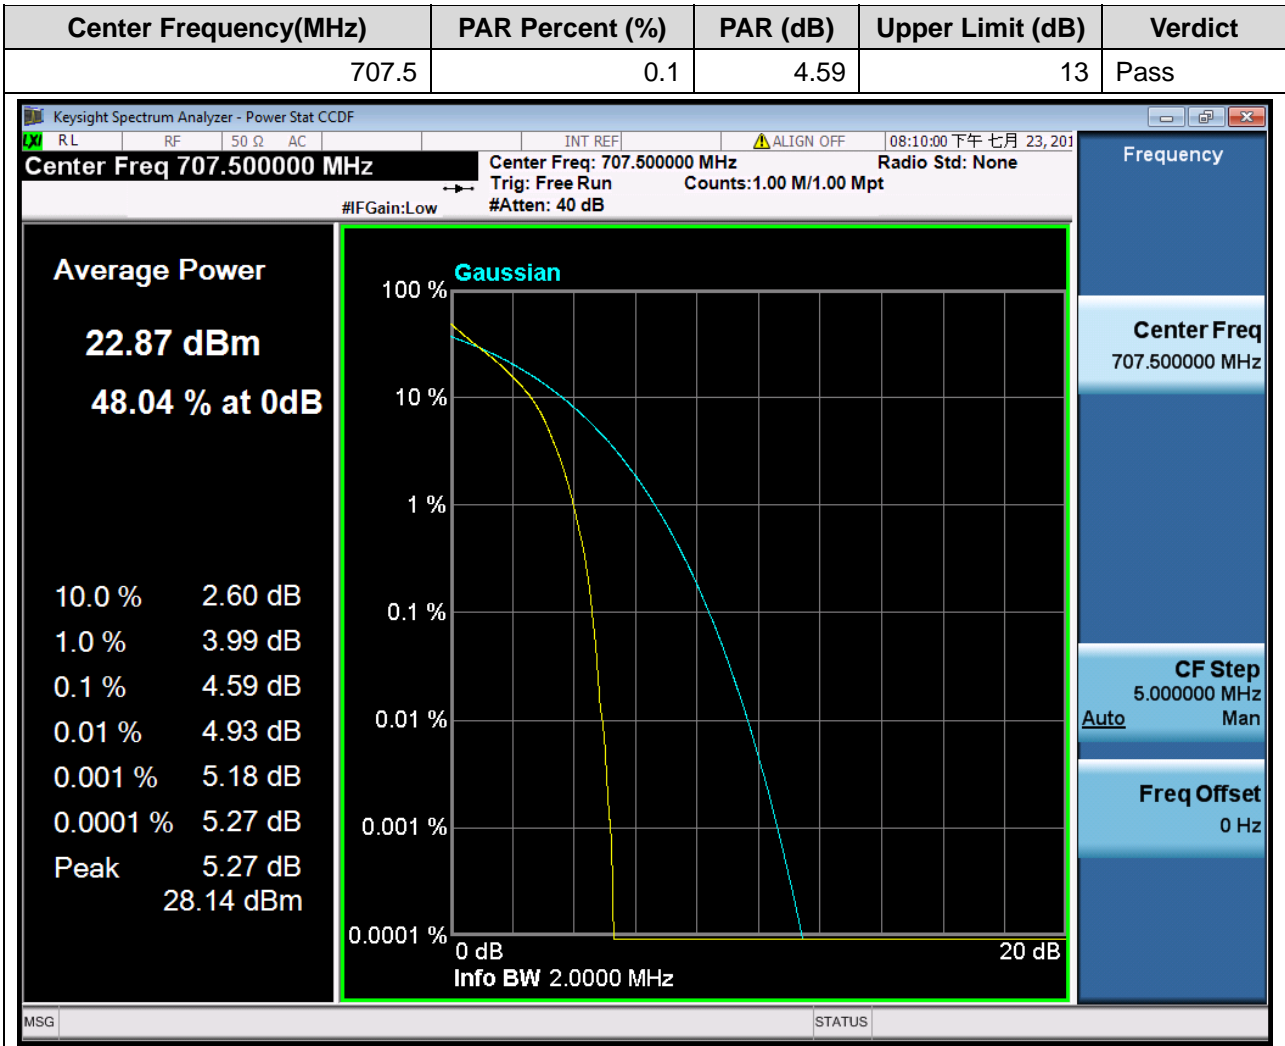 Center Frequency(MHz) PAR Percent (%) PAR (dB) Upper Limit (dB) Verdict
707.5 0.1 4.59 13 Pass
Keysight Spectrum Analyzer - Power Stat CCDF
LXI RL RF 50 Ω AC INT REF ALIGN OFF 08:10:00 下午 七月 23, 201
Center Freq 707.500000 MHz
Center Freq: 707.500000 MHz Radio Std: None
Trig: Free Run Counts:1.00 M/1.00 Mpt
#IFGain:Low #Atten: 40 dB
Frequency
Average Power
22.87 dBm
48.04 % at 0dB
10.0 % 2.60 dB
1.0 % 3.99 dB
0.1 % 4.59 dB
0.01 % 4.93 dB
0.001 % 5.18 dB
0.0001 % 5.27 dB
Peak 5.27 dB
28.14 dBm
Gaussian
100 %
10 %
1 %
0.1 %
0.01 %
0.001 %
0.0001 %
0 dB 20 dB
Info BW 2.0000 MHz
Center Freq
707.500000 MHz
CF Step
5.000000 MHz
Auto Man
Freq Offset
0 Hz
MSG STATUS